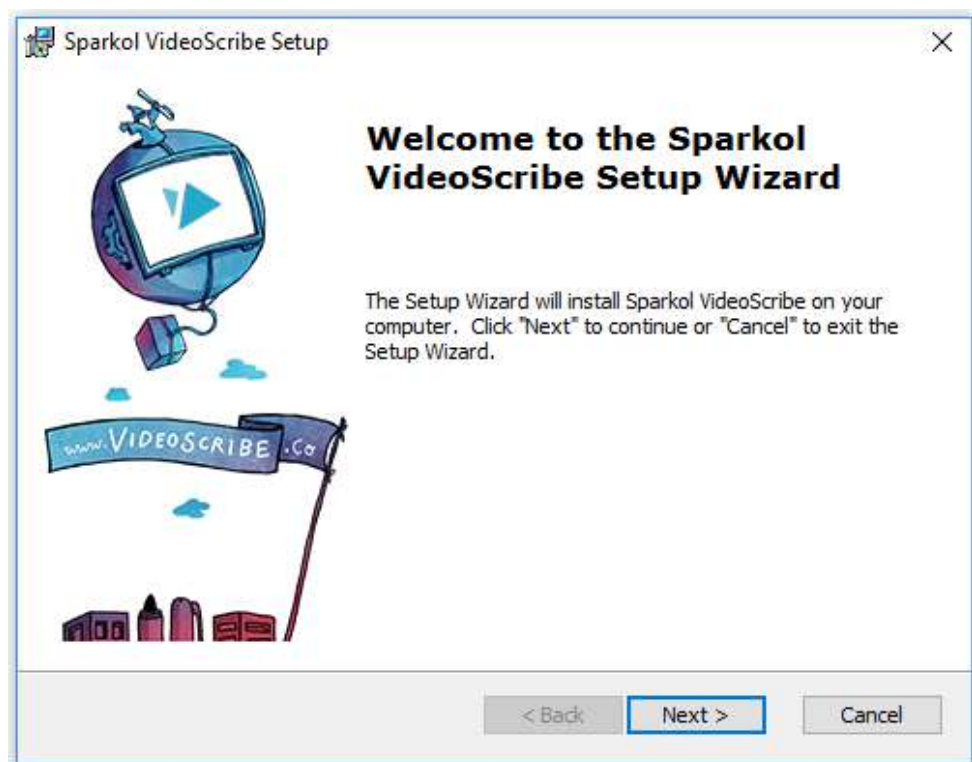 Sparkol VideoScribe Setup
Welcome to the Sparkol
VideoScribe Setup Wizard
The Setup Wizard will install Sparkol VideoScribe on your
computer.  Click "Next" to continue or "Cancel" to exit the
Setup Wizard.
www.VIDEOSCRIBE.Co
< Back Next > Cancel